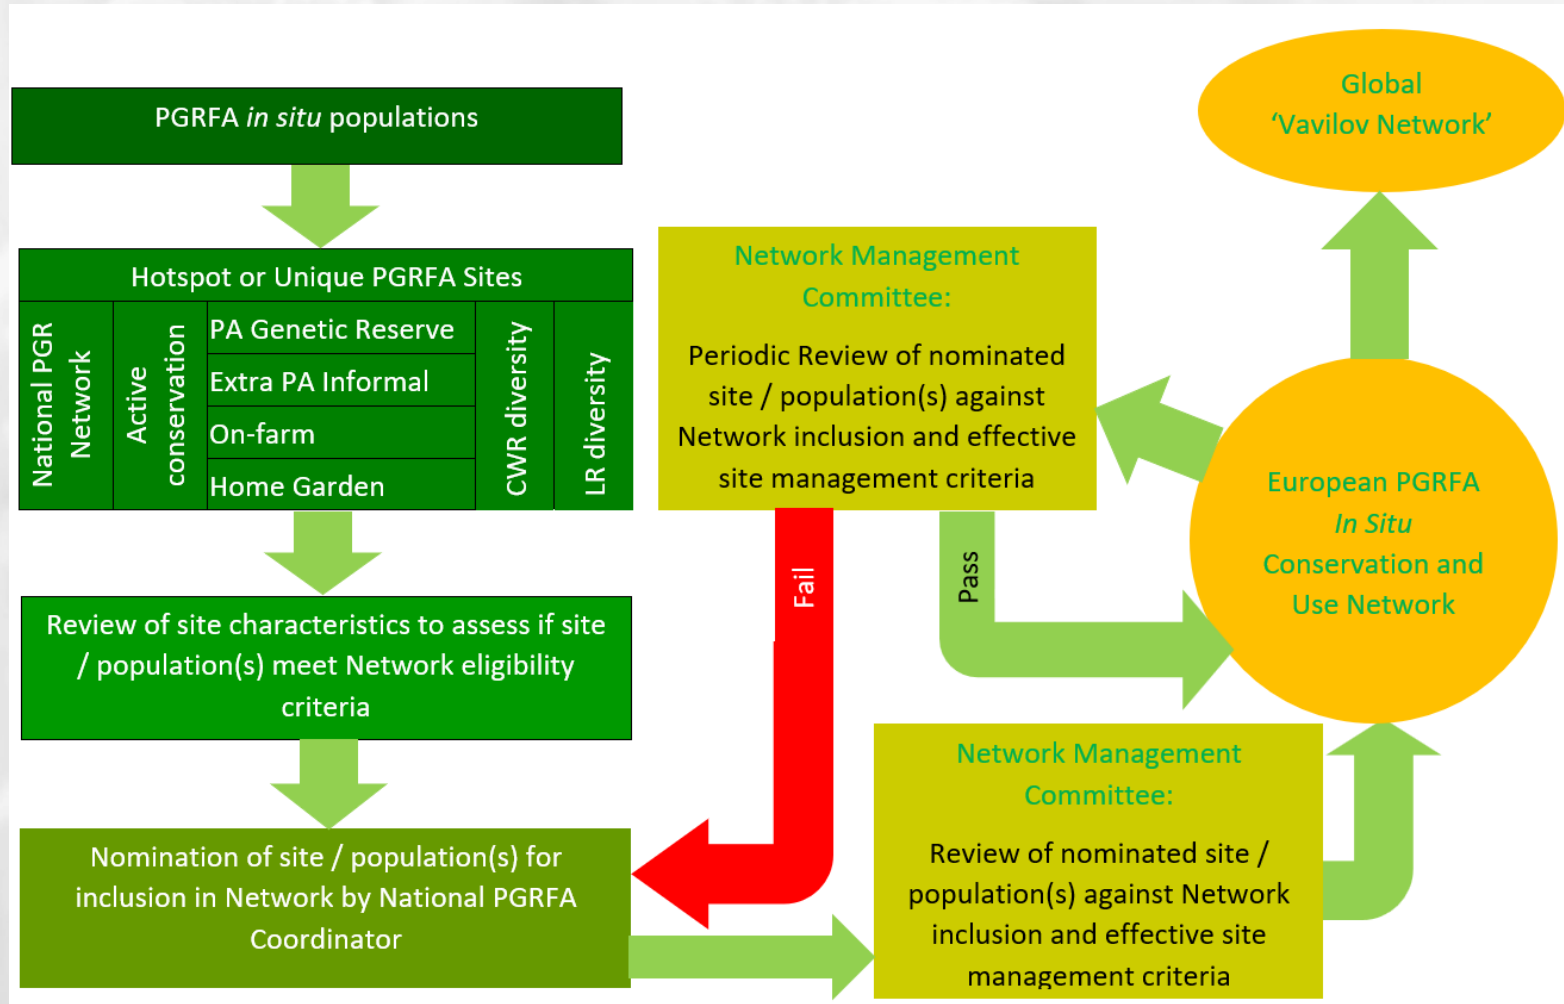 PGRFA in situ populations
Hotspot or Unique PGRFA Sites
National PGR
Network
Active
conservation
PA Genetic Reserve
Extra PA Informal
On-farm
Home Garden
CWR diversity
LR diversity
Review of site characteristics to assess if site
/ population(s) meet Network eligibility
criteria
Nomination of site / population(s) for
inclusion in Network by National PGRFA
Coordinator
Network Management
Committee:
Review of nominated site /
population(s) against Network
inclusion and effective site
management criteria
Network Management
Committee:
Periodic Review of nominated
site / population(s) against
Network inclusion and effective
site management criteria
Fail
Pass
European PGRFA
In Situ
Conservation and
Use Network
Global
‘Vavilov Network’